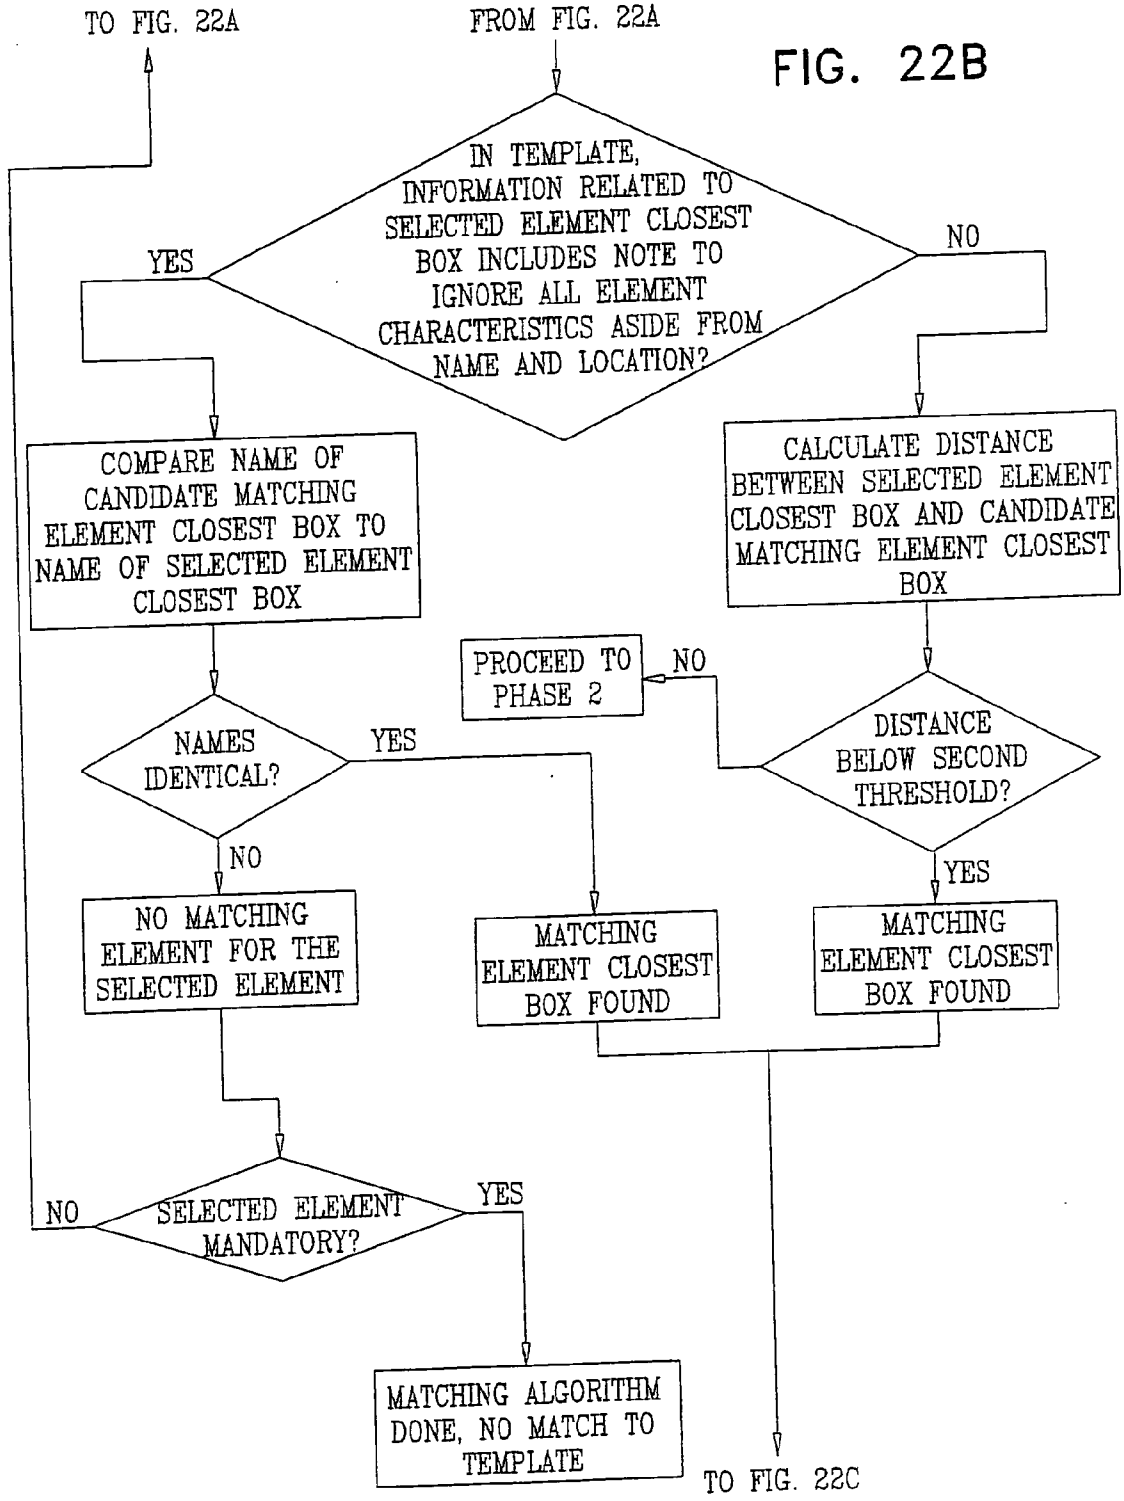 TO FIG. 22A
FROM FIG. 22A
FIG. 22B
IN TEMPLATE,
INFORMATION RELATED TO
SELECTED ELEMENT CLOSEST
BOX INCLUDES NOTE TO
IGNORE ALL ELEMENT
CHARACTERISTICS ASIDE FROM
NAME AND LOCATION?
YES
NO
COMPARE NAME OF
CANDIDATE MATCHING
ELEMENT CLOSEST BOX TO
NAME OF SELECTED ELEMENT
CLOSEST BOX
CALCULATE DISTANCE
BETWEEN SELECTED ELEMENT
CLOSEST BOX AND CANDIDATE
MATCHING ELEMENT CLOSEST
BOX
PROCEED TO
PHASE 2
NO
NAMES
IDENTICAL?
YES
DISTANCE
BELOW SECOND
THRESHOLD?
NO
YES
NO MATCHING
ELEMENT FOR THE
SELECTED ELEMENT
MATCHING
ELEMENT CLOSEST
BOX FOUND
MATCHING
ELEMENT CLOSEST
BOX FOUND
NO
SELECTED ELEMENT
MANDATORY?
YES
MATCHING ALGORITHM
DONE, NO MATCH TO
TEMPLATE
TO FIG. 22C